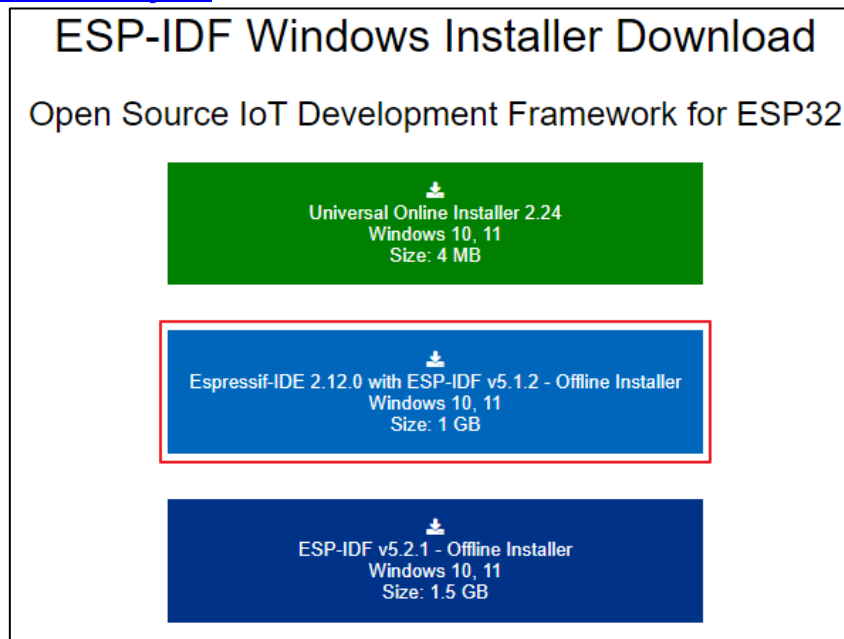 ESP-IDF Windows Installer Download
Open Source IoT Development Framework for ESP32
Universal Online Installer 2.24
Windows 10, 11
Size: 4 MB
Espressif-IDE 2.12.0 with ESP-IDF v5.1.2 - Offline Installer
Windows 10, 11
Size: 1 GB
ESP-IDF v5.2.1 - Offline Installer
Windows 10, 11
Size: 1.5 GB